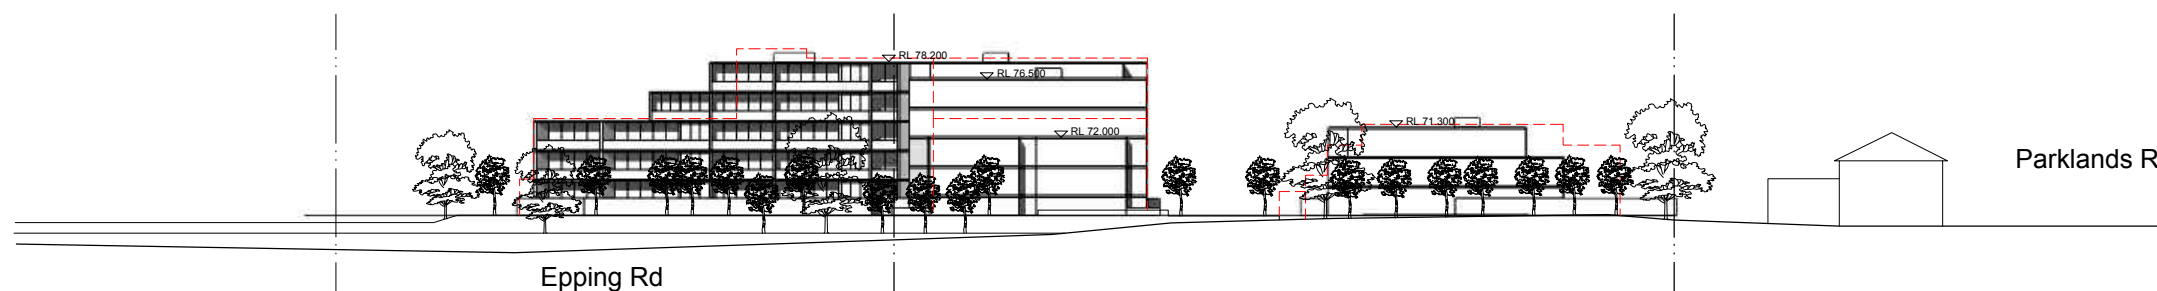 RL 78.200
RL 76.500
RL 72.000
RL 71.300
Parklands R
Epping Rd